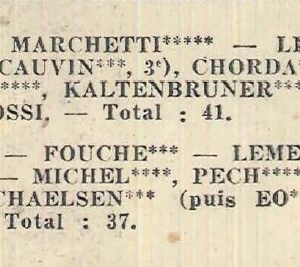 MARCHETTI***** — LE
CAUVIN***, 3e), CHORDA*
****, KALTENBRUNER***
OSSI. — Total : 41.
— FOUCHE*** — LEME
— MICHEL****, PECH****
CHAELSEN*** (puis EO*
Total : 37.